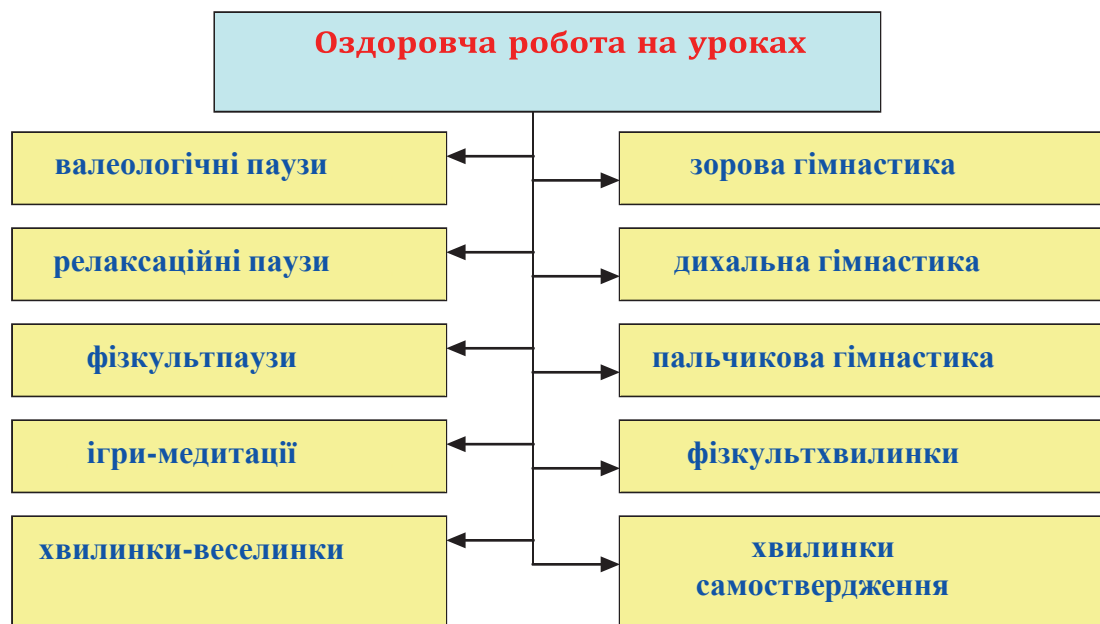 Оздоровча робота на уроках
валеологічні паузи
зорова гімнастика
релаксаційні паузи
дихальна гімнастика
фізкультпаузи
пальчикова гімнастика
ігри-медитації
фізкультхвилинки
хвилинки-веселинки
хвилинки
самоствердження